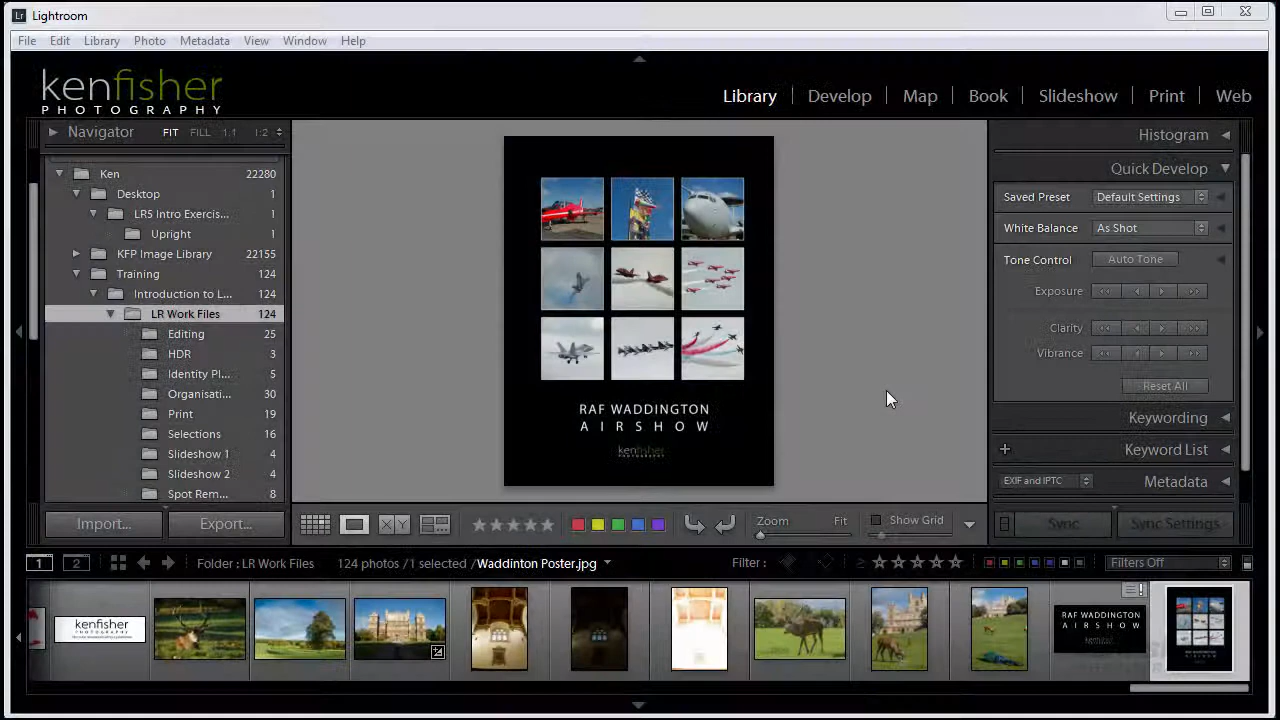 Lr Lightroom
File Edit Library Photo Metadata View Window Help
kenfisher
PHOTOGRAPHY
Library Develop Map Book Slideshow Print Web
Navigator FIT FILL 1:1 1:2
Ken 22280
Desktop 1
LR5 Intro Exercis... 1
Upright 1
KFP Image Library 22155
Training 124
Introduction to L... 124
LR Work Files 124
Editing 25
HDR 3
Identity Pl... 5
Organisati... 30
Print 19
Selections 16
Slideshow 1 4
Slideshow 2 4
Spot Rem... 8
Import... Export...
RAF WADDINGTON
AIRSHOW
kenfisher
PHOTOGRAPHY
Histogram
Quick Develop
Saved Preset Default Settings
White Balance As Shot
Tone Control Auto Tone
Exposure
Clarity
Vibrance
Reset All
Keywording
Keyword List
EXIF and IPTC Metadata
Sync Sync Settings
XY Zoom Fit Show Grid
1 2 Folder : LR Work Files 124 photos / 1 selected / Waddinton Poster.jpg Filter : Filters Off
kenfisher
PHOTOGRAPHY
RAF WADDINGTON
AIRSHOW